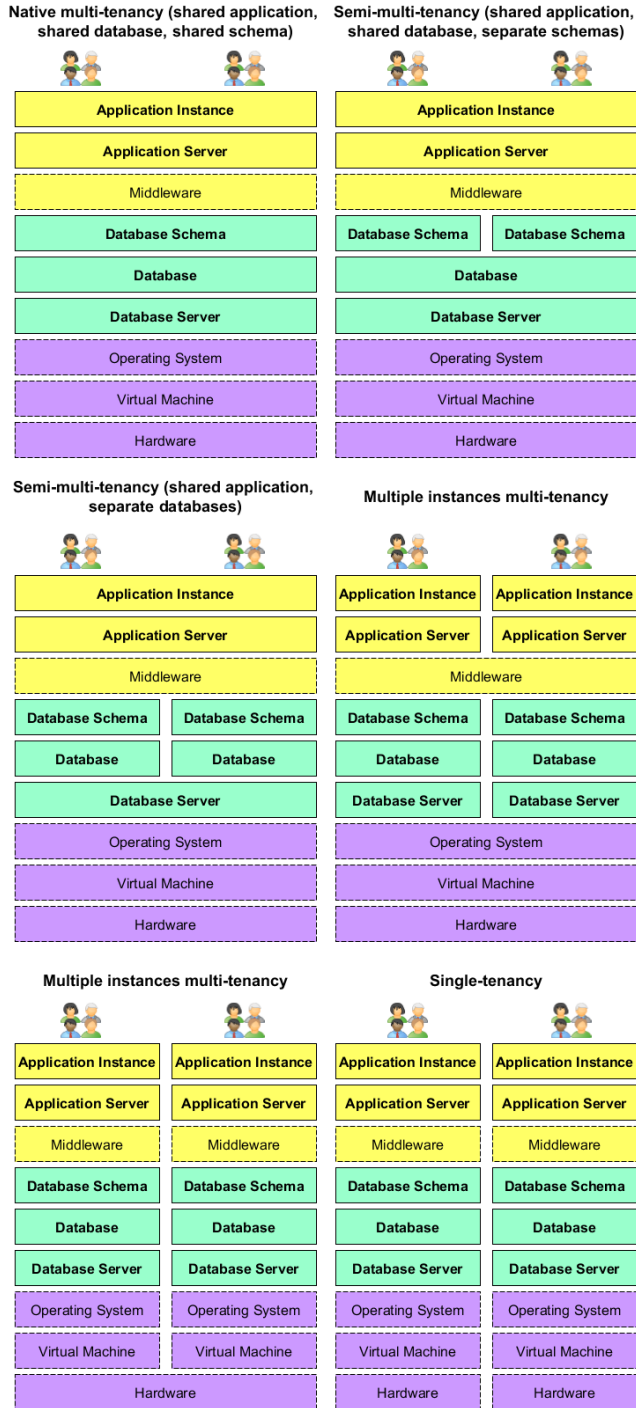 Native multi-tenancy (shared application,
shared database, shared schema)
Application Instance
Application Server
Middleware
Database Schema
Database
Database Server
Operating System
Virtual Machine
Hardware
Semi-multi-tenancy (shared application,
shared database, separate schemas)
Application Instance
Application Server
Middleware
Database Schema Database Schema
Database
Database Server
Operating System
Virtual Machine
Hardware
Semi-multi-tenancy (shared application,
separate databases)
Application Instance
Application Server
Middleware
Database Schema Database Schema
Database Database
Database Server
Operating System
Virtual Machine
Hardware
Multiple instances multi-tenancy
Application Instance Application Instance
Application Server Application Server
Middleware
Database Schema Database Schema
Database Database
Database Server Database Server
Operating System
Virtual Machine
Hardware
Multiple instances multi-tenancy
Application Instance Application Instance
Application Server Application Server
Middleware Middleware
Database Schema Database Schema
Database Database
Database Server Database Server
Operating System Operating System
Virtual Machine Virtual Machine
Hardware
Single-tenancy
Application Instance Application Instance
Application Server Application Server
Middleware Middleware
Database Schema Database Schema
Database Database
Database Server Database Server
Operating System Operating System
Virtual Machine Virtual Machine
Hardware Hardware